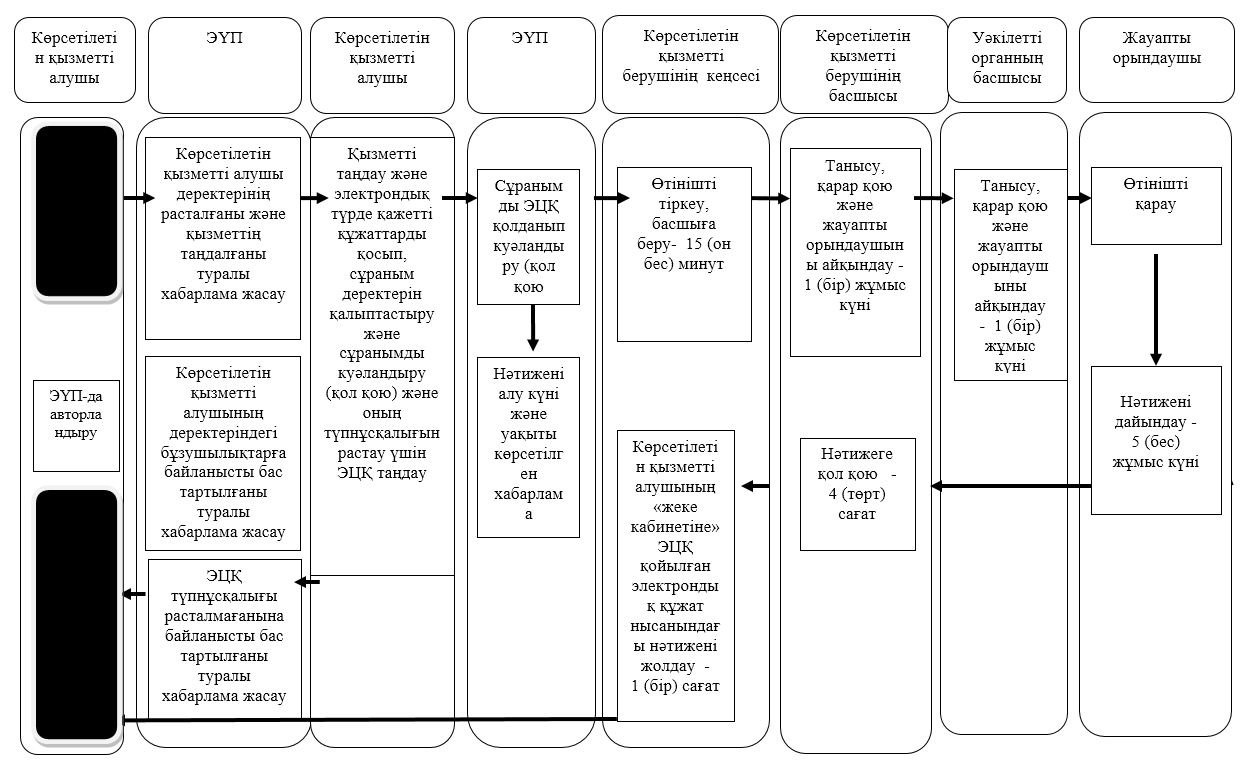 Көрсетілеті
н қызметті
алушы
ЭҮП
Көрсетілетін
қызметті
алушы
ЭҮП
Көрсетілетін
қызметті
берушінің кеңсесі
Көрсетілетін
қызметті
берушінің
басшысы
Уәкілетті
органның
басшысы
Жауапты
орындаушы
ЭҮП-да
авторла
ндыру
Көрсетілетін
қызметті алушы
деректерінің
расталғаны және
қызметтің
таңдалғаны
туралы
хабарлама жасау
Көрсетілетін
қызметті
алушының
деректеріндегі
бұзушылықтарға
байланысты бас
тартылғаны
туралы
хабарлама жасау
ЭЦҚ
түпнұсқалығы
расталмағанына
байланысты бас
тартылғаны
туралы
хабарлама жасау
Қызметті
таңдау және
электрондық
түрде қажетті
құжаттарды
қосып,
сұраным
деректерін
қалыптастыру
және
сұранымды
куәландыру
(қол қою) және
оның
түпнұсқалығын
растау үшін
ЭЦҚ таңдау
Сұраным
ды ЭЦҚ
қолданып
куәланды
ру (қол
қою
Нәтижені
алу күні
және
уақыты
көрсетілг
ен
хабарлам
а
Өтінішті
тіркеу,
басшыға
беру- 15 (он
бес) минут
Көрсетілеті
н қызметті
алушының
«жеке
кабинетіне»
ЭЦҚ
қойылған
электронды
қ құжат
нысанындағ
ы нәтижені
жолдау -
1 (бір) сағат
Танысу,
қарар қою
және
жауапты
орындаушын
ы айқындау -
1 (бір) жұмыс
күні
Нәтижеге
қол қою -
4 (төрт)
сағат
Танысу,
қарар қою
және
жауапты
орындауш
ыны
айқындау
- 1 (бір)
жұмыс
күні
Өтінішті
қарау
Нәтижені
дайындау -
5 (бес)
жұмыс күні